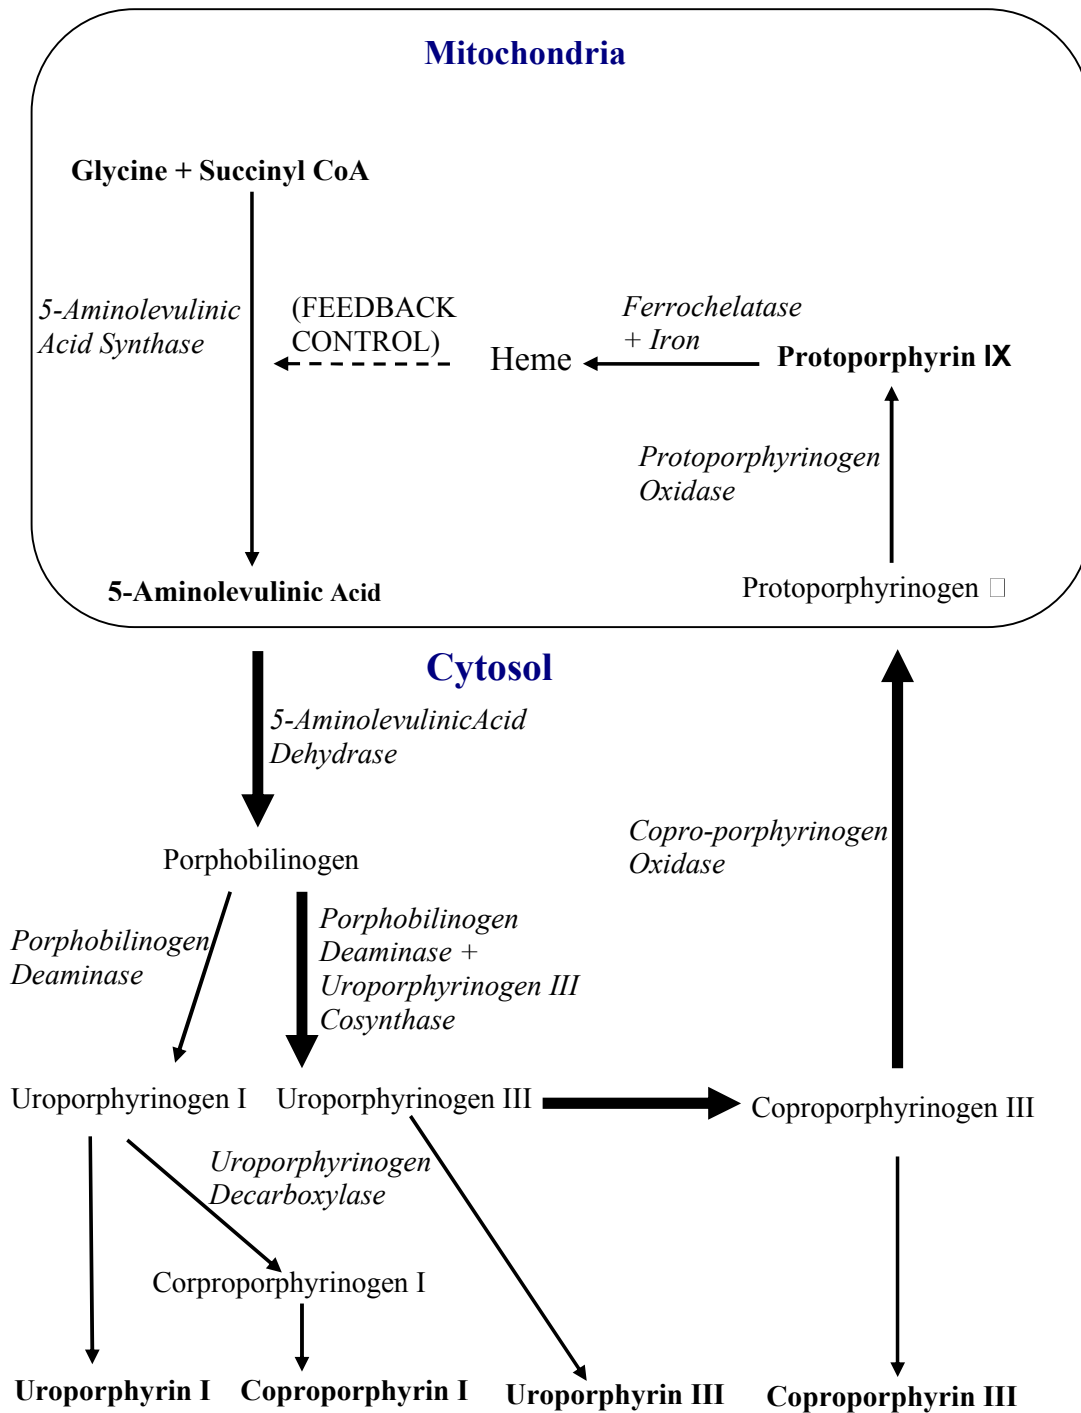 Mitochondria
Glycine + Succinyl CoA
5-Aminolevulinic
Acid Synthase
(FEEDBACK
CONTROL)
Heme
Ferrochelatase
+ Iron
Protoporphyrin IX
Protoporphyrinogen
Oxidase
5-Aminolevulinic Acid
Protoporphyrinogen □
Cytosol
5-AminolevulinicAcid
Dehydrase
Copro-porphyrinogen
Oxidase
Porphobilinogen
Porphobilinogen
Deaminase
Porphobilinogen
Deaminase +
Uroporphyrinogen III
Cosynthase
Uroporphyrinogen I
Uroporphyrinogen III
Coproporphyrinogen III
Uroporphyrinogen
Decarboxylase
Corproporphyrinogen I
Uroporphyrin I
Coproporphyrin I
Uroporphyrin III
Coproporphyrin III